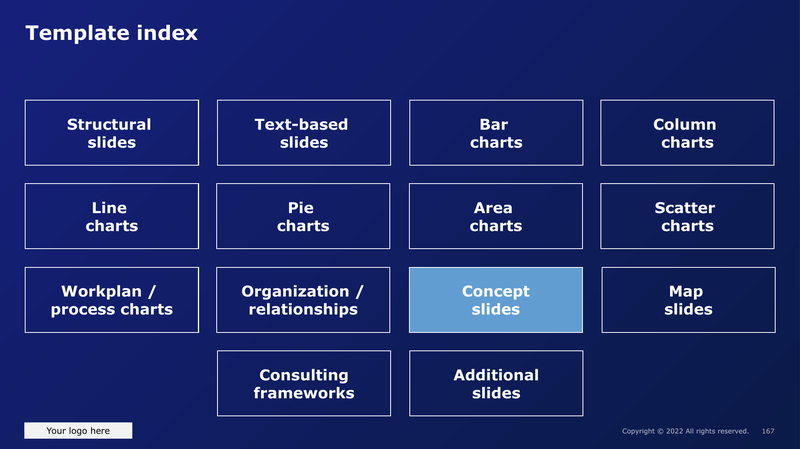 Template index
Structural
slides
Text-based
slides
Bar
charts
Column
charts
Line
charts
Pie
charts
Area
charts
Scatter
charts
Workplan /
process charts
Organization /
relationships
Concept
slides
Map
slides
Consulting
frameworks
Additional
slides
Your logo here
Copyright © 2022 All rights reserved. 167